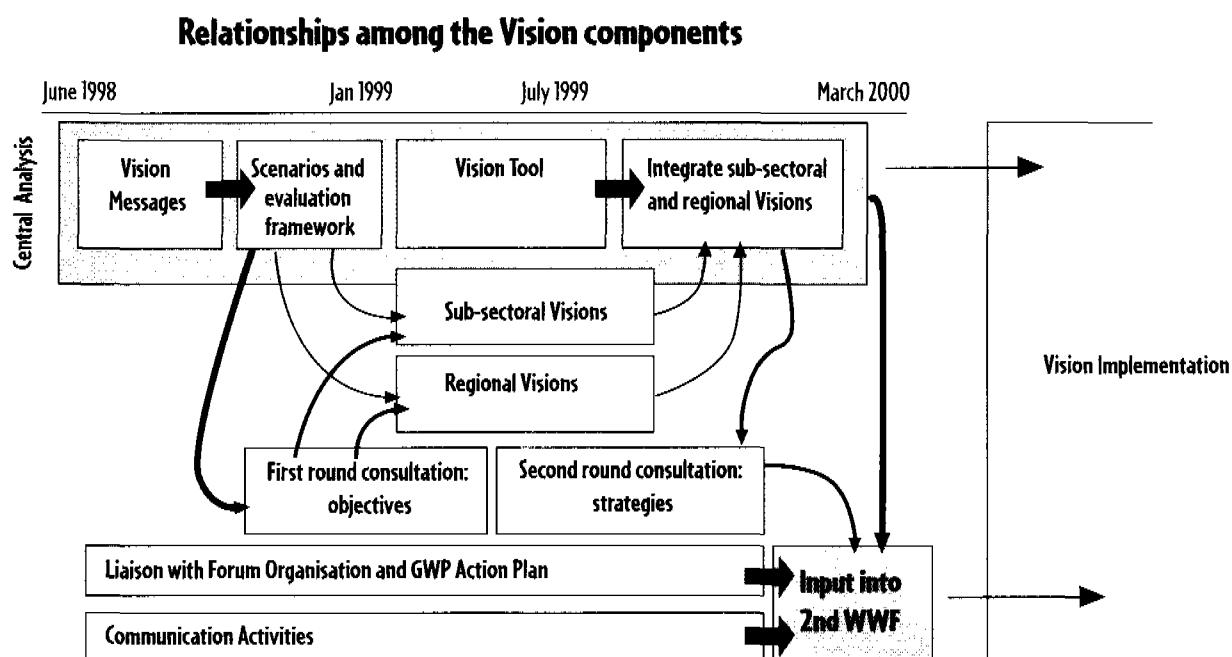 Relationships among the Vision components
June 1998 Jan 1999 July 1999 March 2000
Central Analysis
Vision
Messages
Scenarios and
evaluation
framework
Vision Tool
Integrate sub-sectoral
and regional Visions
Sub-sectoral Visions
Regional Visions
Vision Implementation
First round consultation:
objectives
Second round consultation:
strategies
Liaison with Forum Organisation and GWP Action Plan
Communication Activities
Input into
2nd WWF